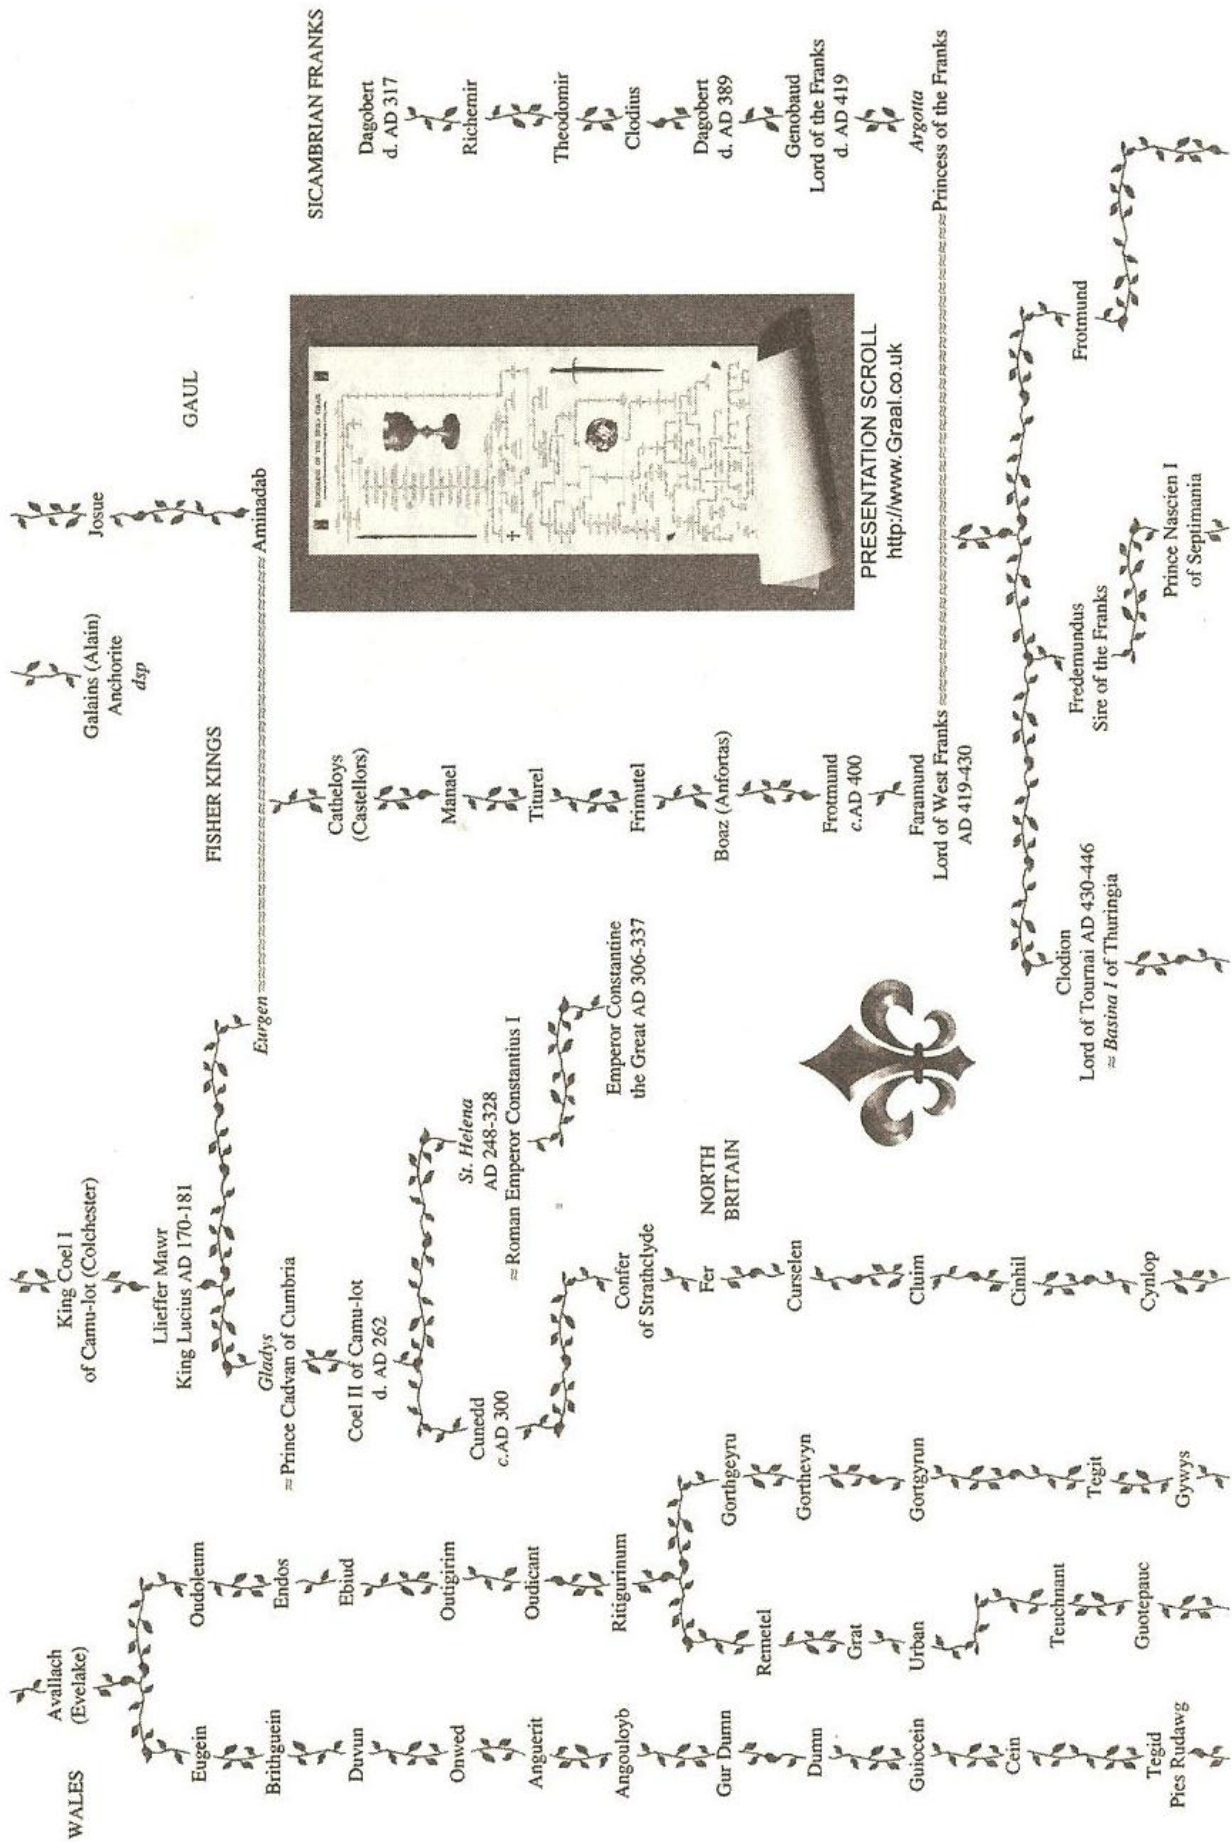 WALES
Avallach
(Evelake)
Eugein
Brithguein
Duvun
Onwed
Anguerit
Angouloyb
Gur Dumn
Dumn
Guiocein
Cein
Tegid
Pies Rudawg
Oudoleum
Endos
Ebiud
Outigirim
Oudicant
Ritigurinum
Remetel
Grat
Urban
Teuchnant
Guotepauc
Gorthgeyru
Gorthevyn
Gortgyrun
Tegit
Gywys
King Coel I
of Camu-lot (Colchester)
Llieffer Mawr
King Lucius AD 170-181
Gladys
≈ Prince Cadvan of Cumbria
Coel II of Camu-lot
d. AD 262
Cunedd
c.AD 300
St. Helena
AD 248-328
≈ Roman Emperor Constantius I
Emperor Constantine
the Great AD 306-337
Confer
of Strathclyde
NORTH
BRITAIN
Fer
Curselen
Cluim
Cinhil
Cynlop
Eurgen
Galains (Alain)
Anchorite
dsp
Josue
Aminadab
FISHER KINGS
GAUL
Catheloys
(Castellors)
Manael
Titurel
Frimutel
Boaz (Anfortas)
Frotmund
c.AD 400
Faramund
Lord of West Franks
AD 419-430
PRESENTATION SCROLL
http://www.Graal.co.uk
SICAMBRIAN FRANKS
Dagobert
d. AD 317
Richemir
Theodomir
Clodius
Dagobert
d. AD 389
Genobaud
Lord of the Franks
d. AD 419
Argotta
Princess of the Franks
Clodion
Lord of Tournai AD 430-446
≈ Basina I of Thuringia
Fredemundus
Sire of the Franks
Prince Nascien I
of Septimania
Frotmund